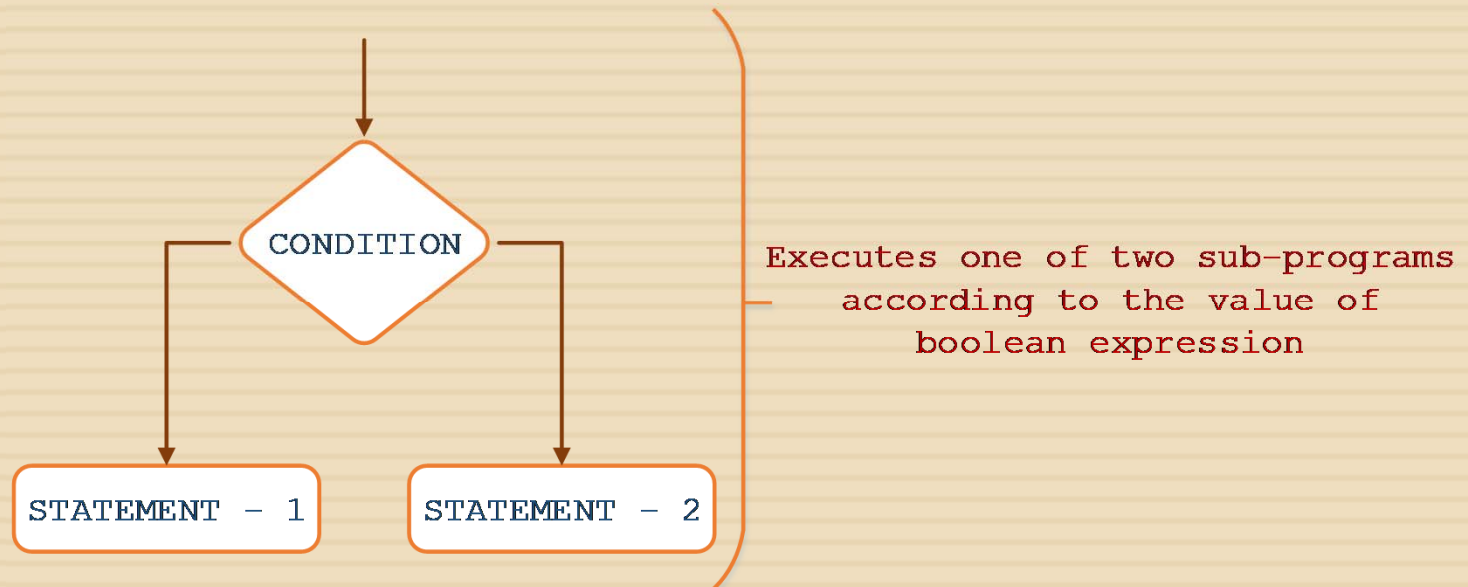 CONDITION
Executes one of two sub-programs
according to the value of
boolean expression
STATEMENT - 1
STATEMENT - 2